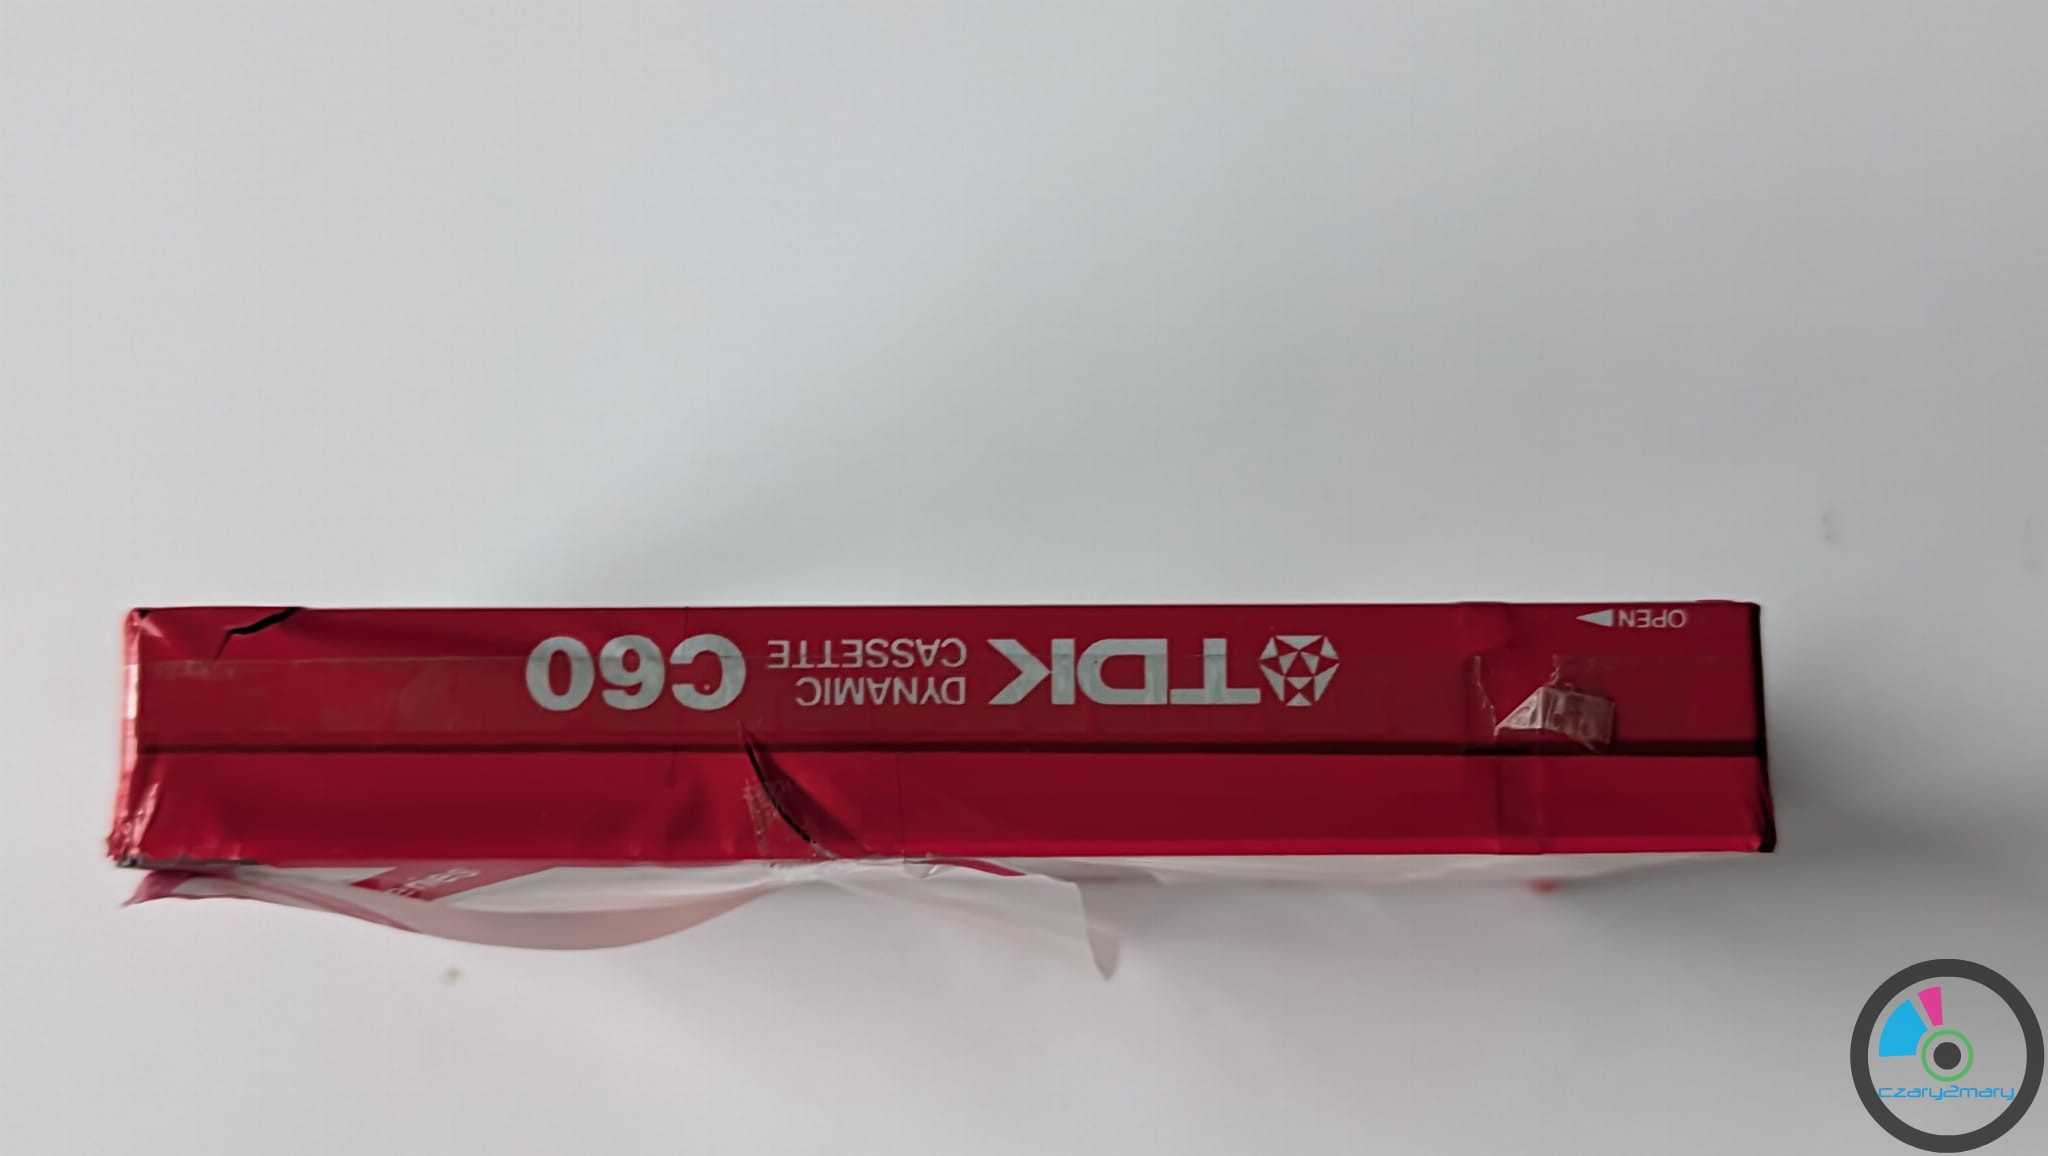 OPEN
TDK
DYNAMIC
CASSETTE
C60
czary2mary